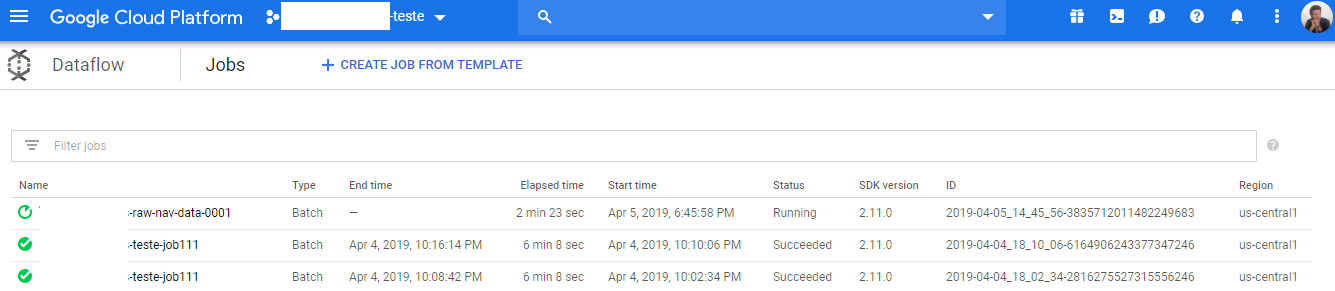 Google Cloud Platform -teste
Dataflow Jobs + CREATE JOB FROM TEMPLATE
Filter jobs
Name Type End time Elapsed time Start time Status SDK version ID Region
-raw-nav-data-0001 Batch — 2 min 23 sec Apr 5, 2019, 6:45:58 PM Running 2.11.0 2019-04-05_14_45_56-3835712011482249683 us-central1
-teste-job111 Batch Apr 4, 2019, 10:16:14 PM 6 min 8 sec Apr 4, 2019, 10:10:06 PM Succeeded 2.11.0 2019-04-04_18_10_06-6164906243377347246 us-central1
-teste-job111 Batch Apr 4, 2019, 10:08:42 PM 6 min 8 sec Apr 4, 2019, 10:02:34 PM Succeeded 2.11.0 2019-04-04_18_02_34-2816275527315556246 us-central1